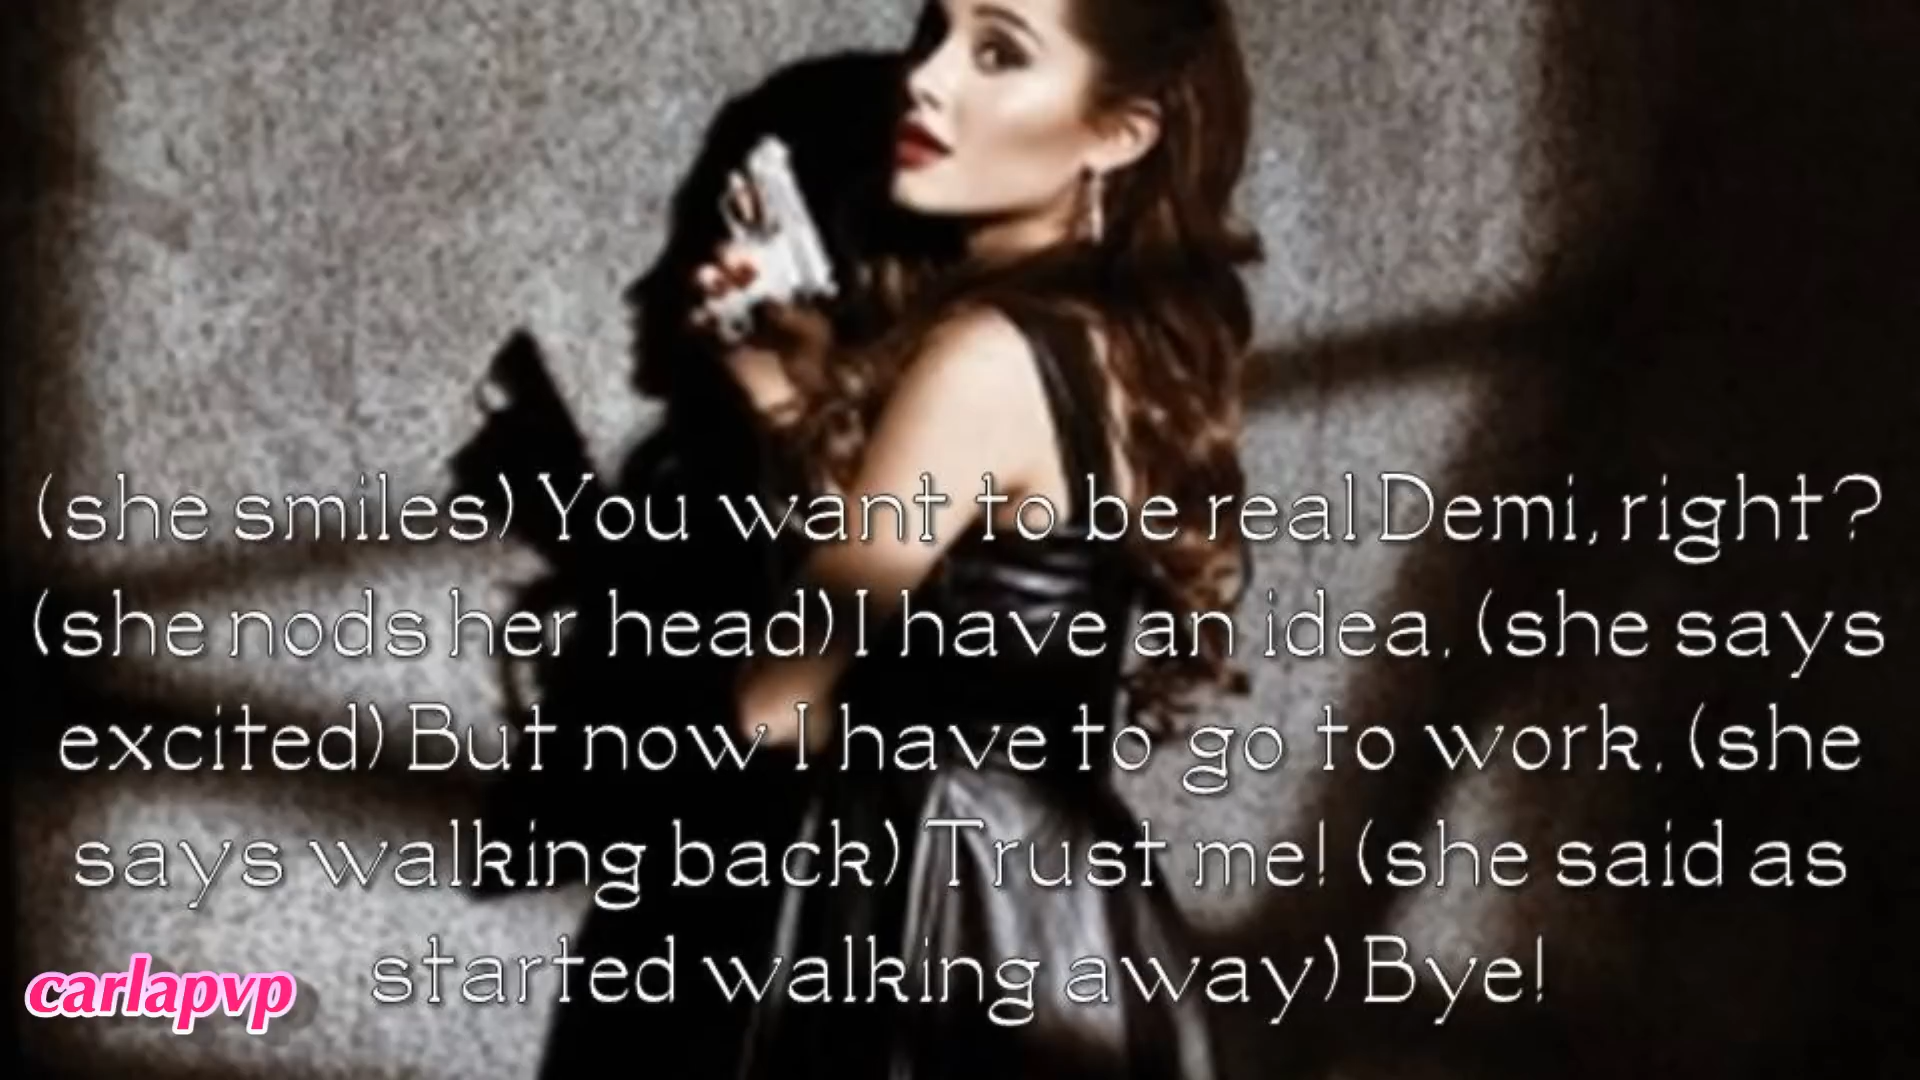 (she smiles) You want to be real Demi, right?
(she nods her head) I have an idea. (she says
excited) But now I have to go to work. (she
says walking back) Trust me! (she said as
started walking away) Bye!
carlapvp